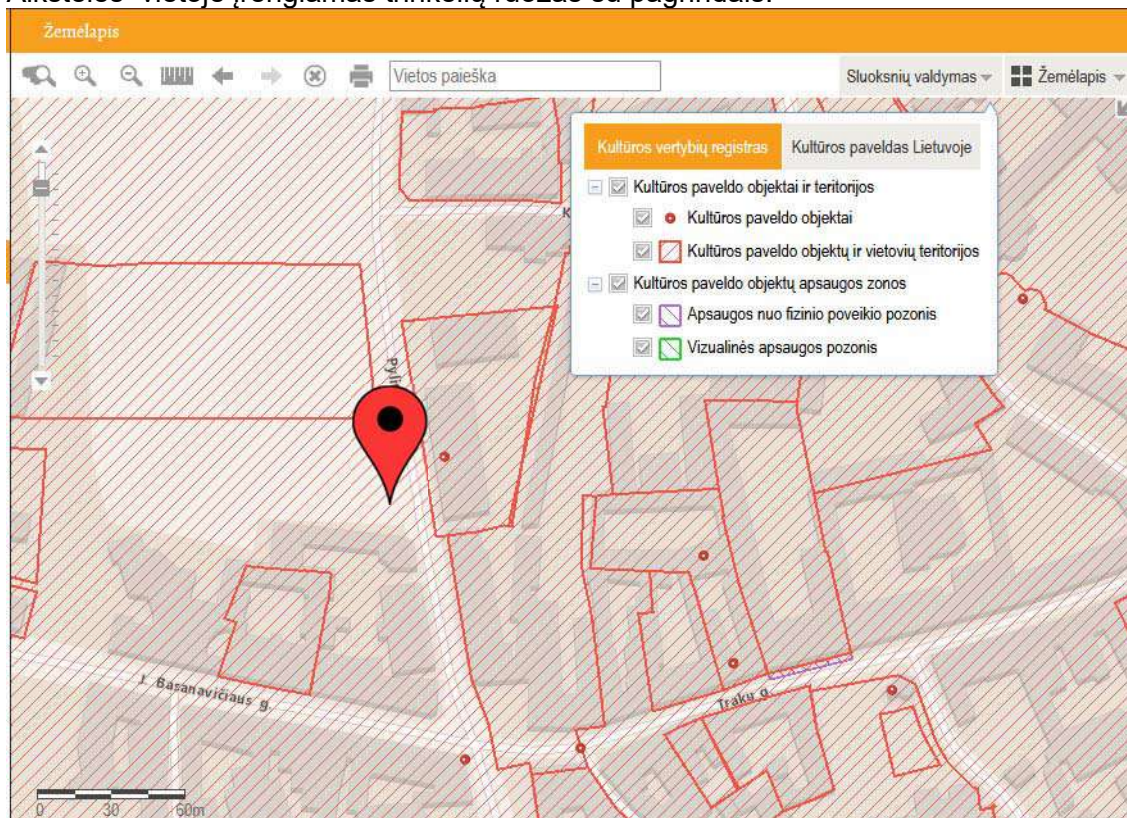 Žemėlapis
Vietos paieška
Sluoksnių valdymas
Žemėlapis
Kultūros vertybių registras
Kultūros paveldas Lietuvoje
Kultūros paveldo objektai ir teritorijos
Kultūros paveldo objektai
Kultūros paveldo objektų ir vietovių teritorijos
Kultūros paveldo objektų apsaugos zonos
Apsaugos nuo fizinio poveikio pozonis
Vizualinės apsaugos pozonis
K
Pylim
J. Basanavičiaus g.
Trakų g.
0 30 60m